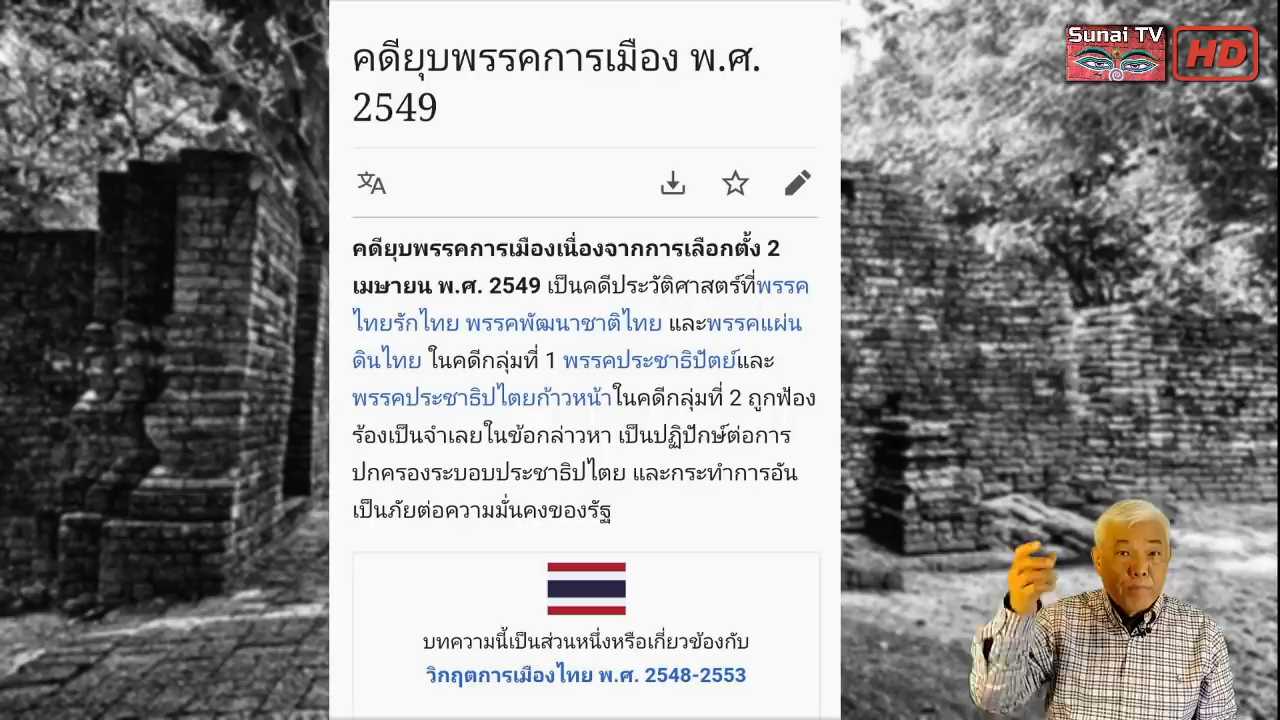 Sunai TV
HD
คดียุบพรรคการเมือง พ.ศ.
2549
คดียุบพรรคการเมืองเนื่องจากการเลือกตั้ง 2
เมษายน พ.ศ. 2549 เป็นคดีประวัติศาสตร์ที่พรรค
ไทยรักไทย พรรคพัฒนาชาติไทย และพรรคแผ่น
ดินไทย ในคดีกลุ่มที่ 1 พรรคประชาธิปัตย์และ
พรรคประชาธิปไตยก้าวหน้าในคดีกลุ่มที่ 2 ถูกฟ้อง
ร้องเป็นจำเลยในข้อกล่าวหา เป็นปฏิปักษ์ต่อการ
ปกครองระบอบประชาธิปไตย และกระทำการอัน
เป็นภัยต่อความมั่นคงของรัฐ
บทความนี้เป็นส่วนหนึ่งหรือเกี่ยวข้องกับ
วิกฤตการเมืองไทย พ.ศ. 2548-2553